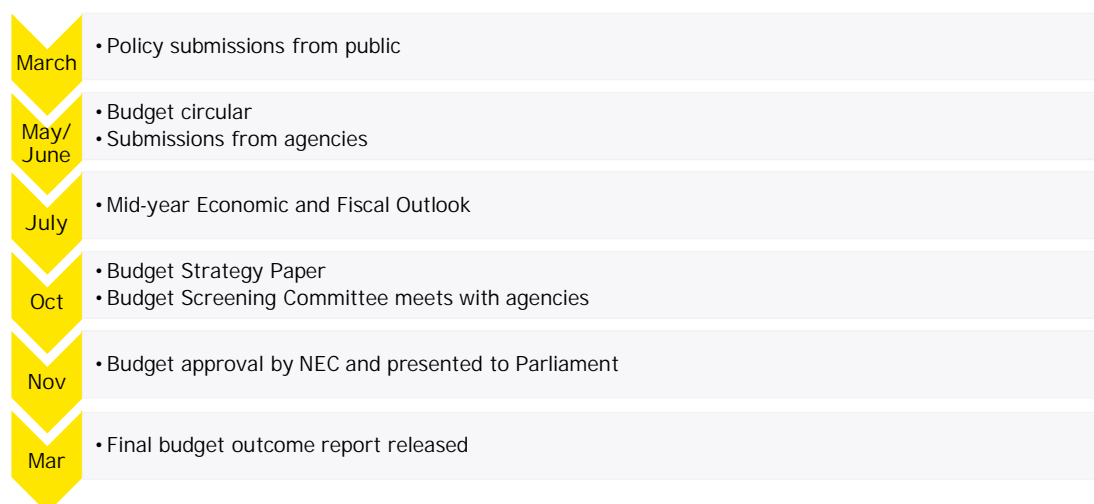 March
• Policy submissions from public
May/
June
• Budget circular
• Submissions from agencies
July
• Mid-year Economic and Fiscal Outlook
Oct
• Budget Strategy Paper
• Budget Screening Committee meets with agencies
Nov
• Budget approval by NEC and presented to Parliament
Mar
• Final budget outcome report released